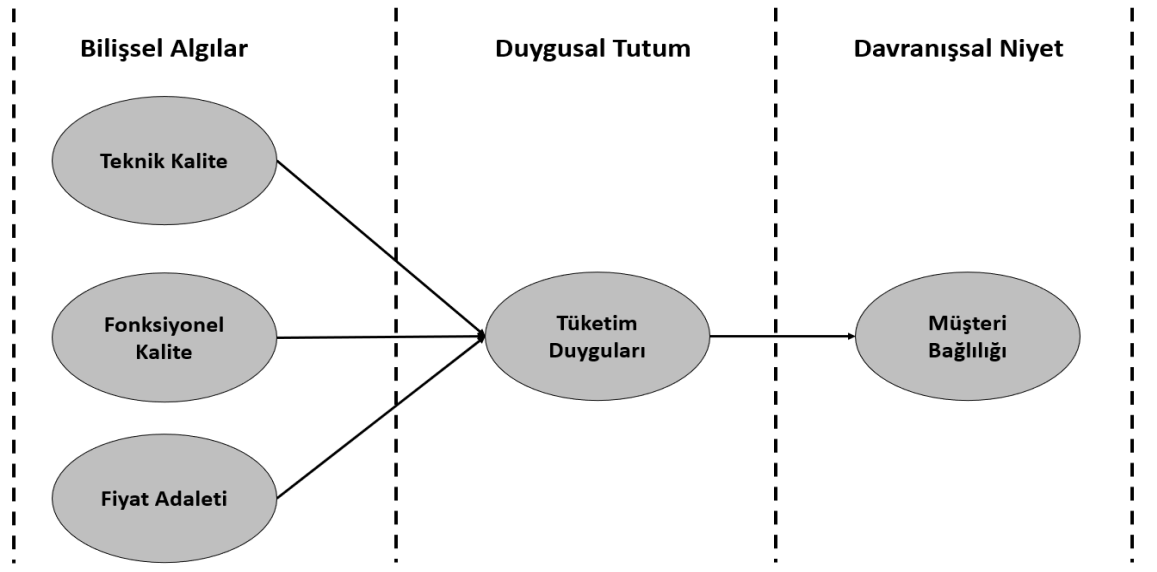 Bilişsel Algılar
Duygusal Tutum
Davranışsal Niyet
Teknik Kalite
Fonksiyonel
Kalite
Fiyat Adaleti
Tüketim
Duyguları
Müşteri
Bağlılığı